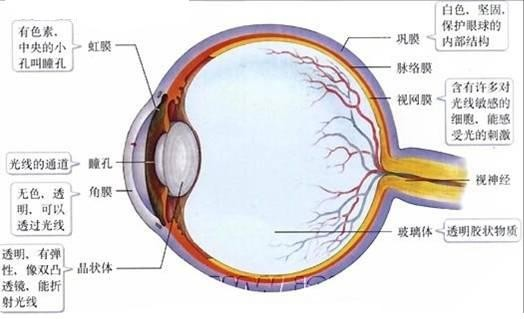 有色素，
中央的小
孔叫瞳孔
虹膜
光线的通道
瞳孔
无色，透
明，可以
透过光线
角膜
透明，有弹
性，像双凸
透镜，能折
射光线
晶状体
巩膜
白色，坚固，
保护眼球的
内部结构
脉络膜
视网膜
含有许多对
光线敏感的
细胞，能感
受光的刺激
视神经
玻璃体
透明胶状物质